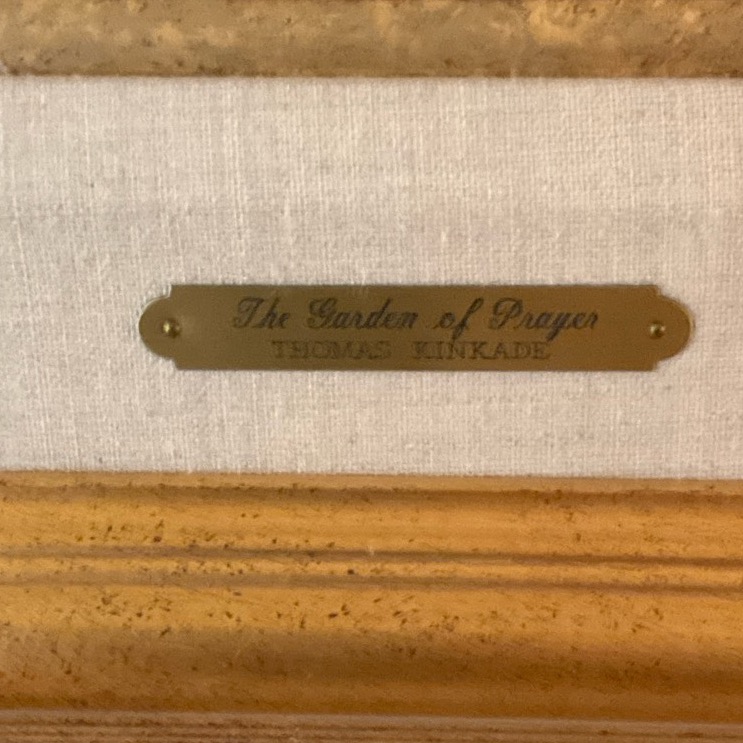 The Garden of Prayer
THOMAS KINKADE